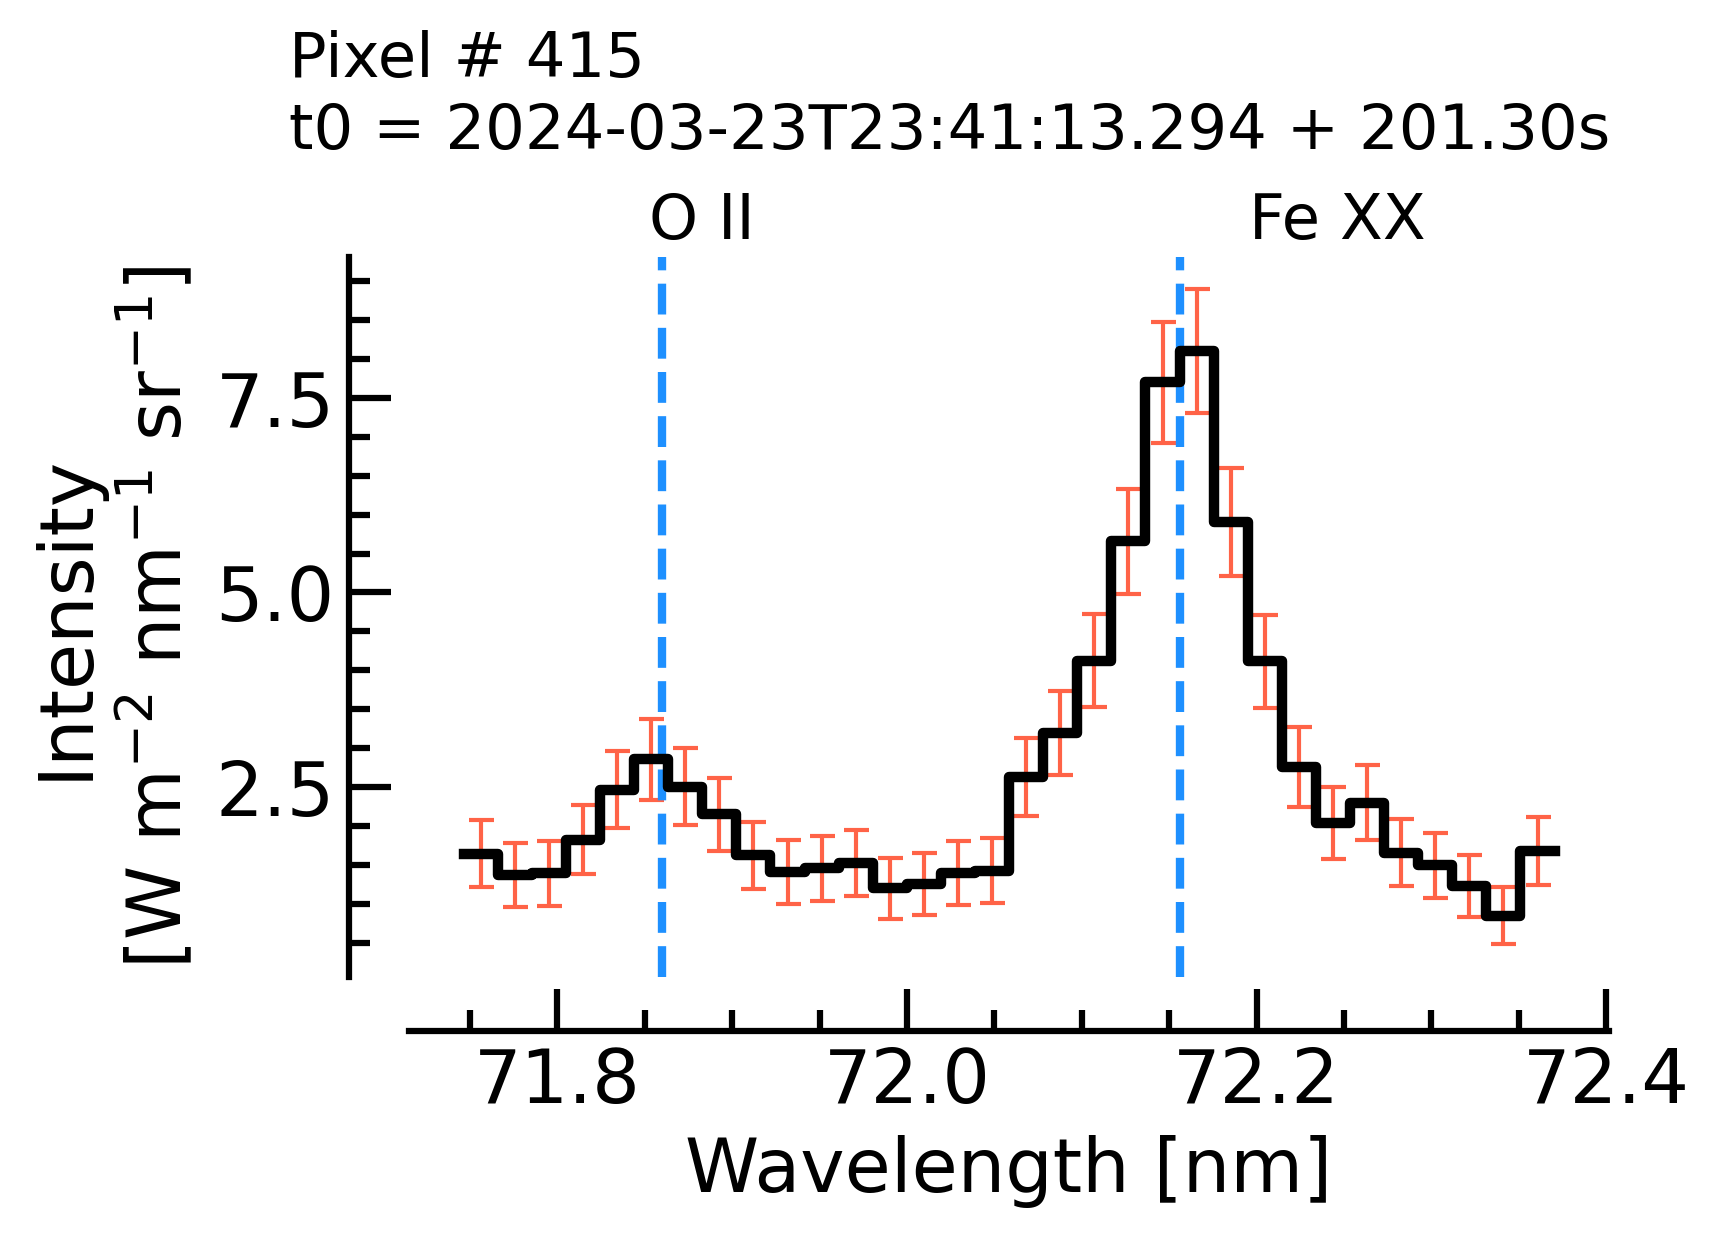 Pixel # 415
t0 = 2024-03-23T23:41:13.294 + 201.30s
O II Fe XX
Intensity
[W m⁻² nm⁻¹ sr⁻¹]
7.5
5.0
2.5
71.8 72.0 72.2 72.4
Wavelength [nm]